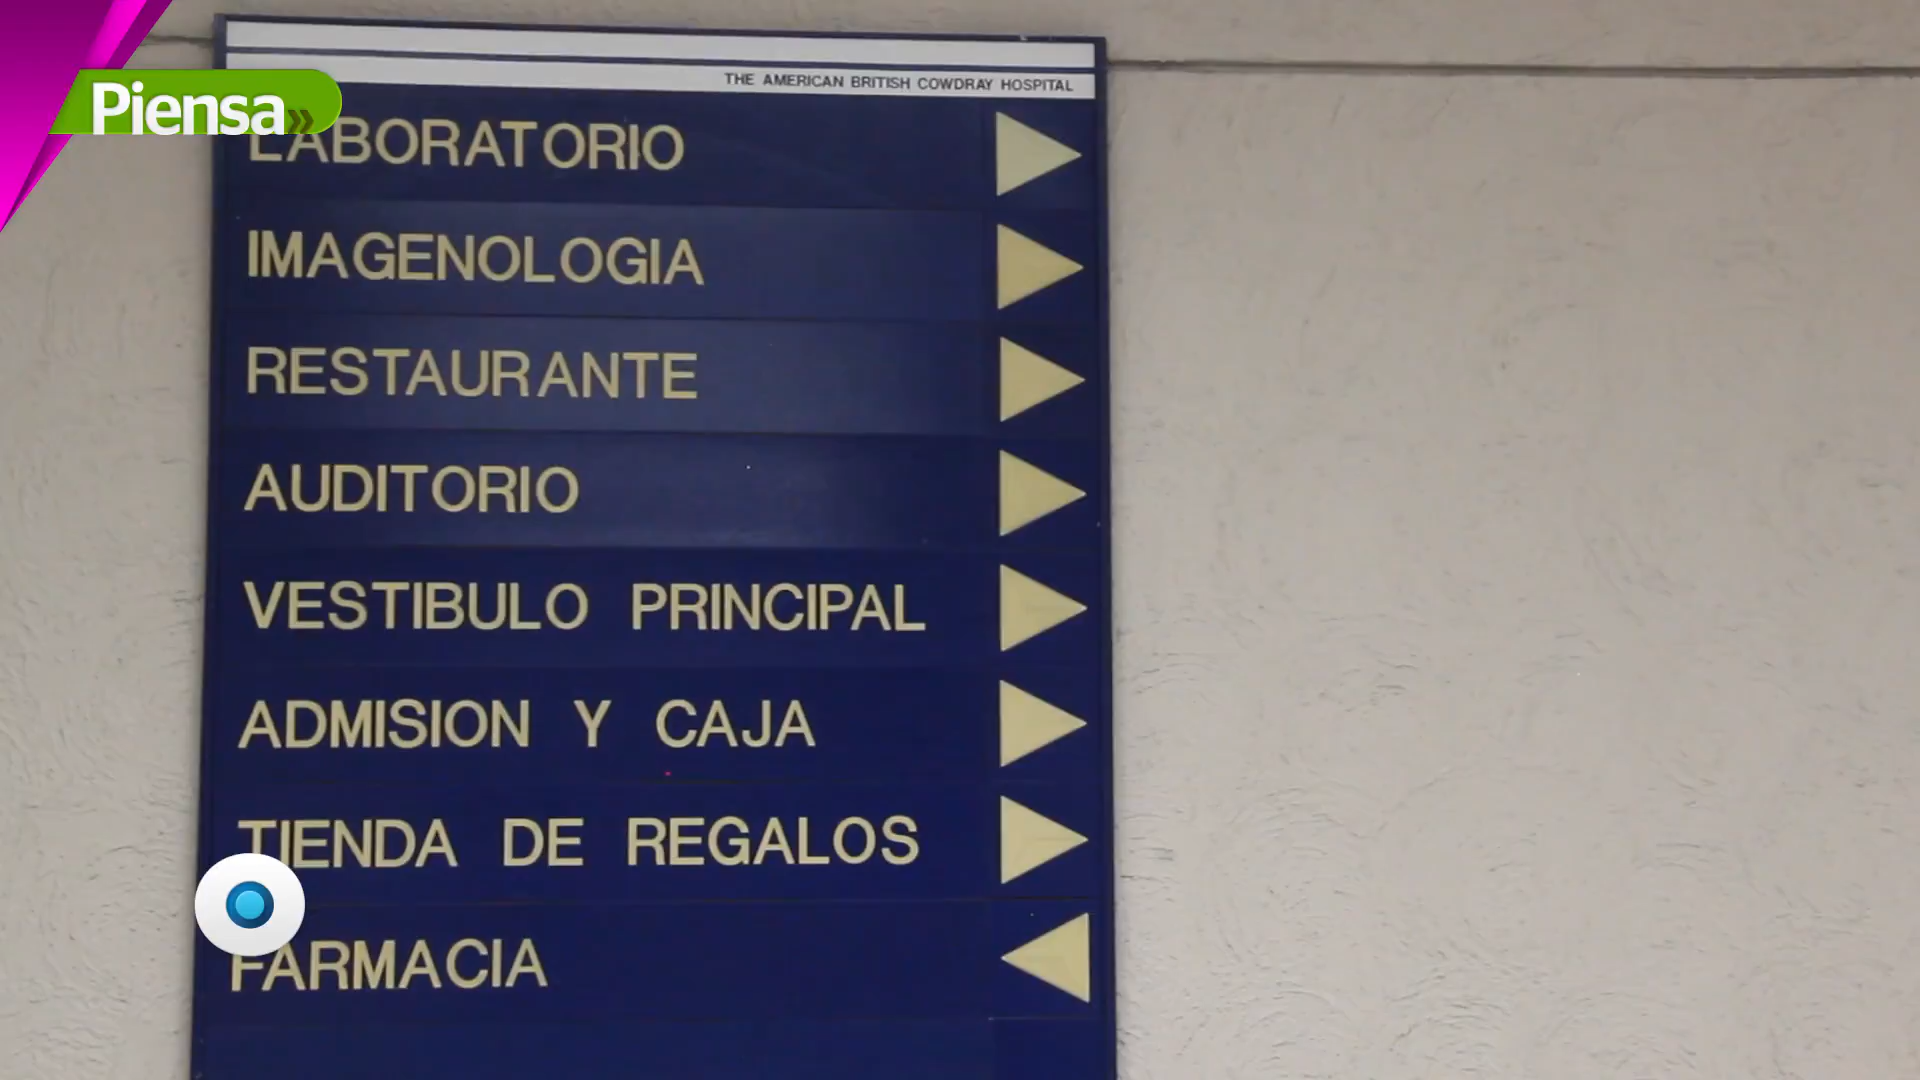 Piensa»
THE AMERICAN BRITISH COWDRAY HOSPITAL
LABORATORIO
IMAGENOLOGIA
RESTAURANTE
AUDITORIO
VESTIBULO PRINCIPAL
ADMISION Y CAJA
TIENDA DE REGALOS
FARMACIA